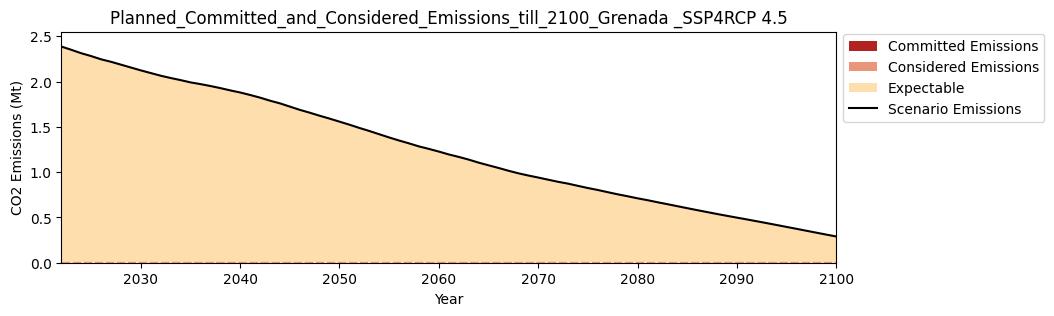 Planned_Committed_and_Considered_Emissions_till_2100_Grenada _SSP4RCP 4.5
2.5
2.0
1.5
1.0
0.5
0.0
CO2 Emissions (Mt)
2030 2040 2050 2060 2070 2080 2090 2100
Year
Committed Emissions
Considered Emissions
Expectable
Scenario Emissions